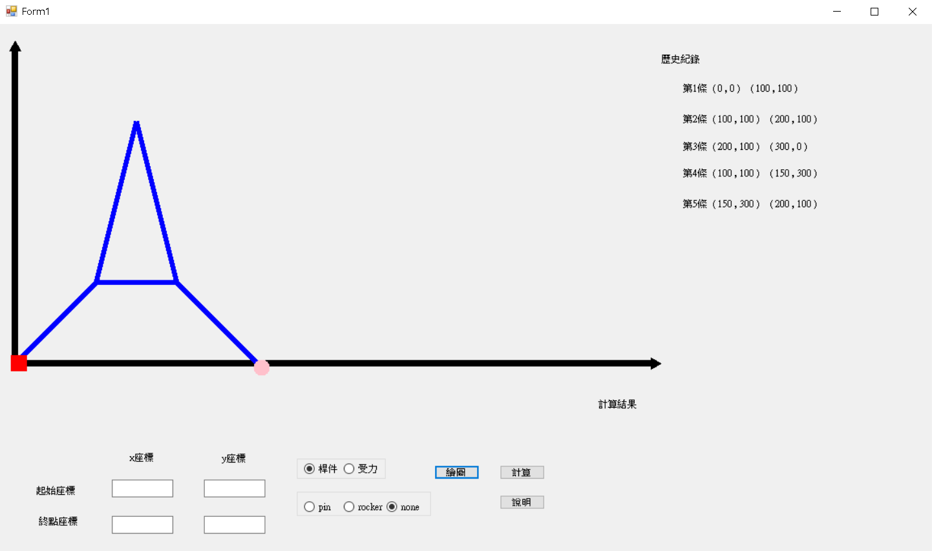 Form1
歷史紀錄
第1條 (0,0) (100,100)
第2條 (100,100) (200,100)
第3條 (200,100) (300,0)
第4條 (100,100) (150,300)
第5條 (150,300) (200,100)
計算結果
x座標 y座標
起始座標
終點座標
桿件 受力
pin rocker none
繪圖 計算
說明